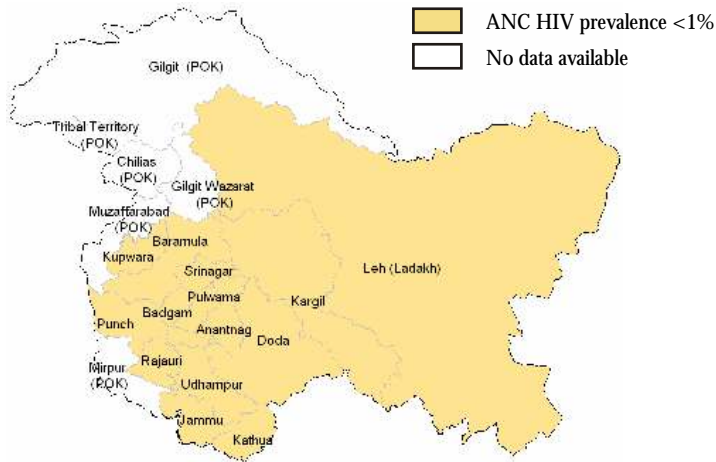 ANC HIV prevalence <1%
No data available
Gilgit (POK)
Tribal Territory
(POK)
Chilias
(POK)
Gilgit Wazarat
(POK)
Muzaffarabad
(POK)
Baramula
Kupwara
Srinagar
Leh (Ladakh)
Pulwama
Kargil
Badgam
Punch
Anantnag
Doda
Rajauri
Mirpur
(POK)
Udhampur
Jammu
Kathua